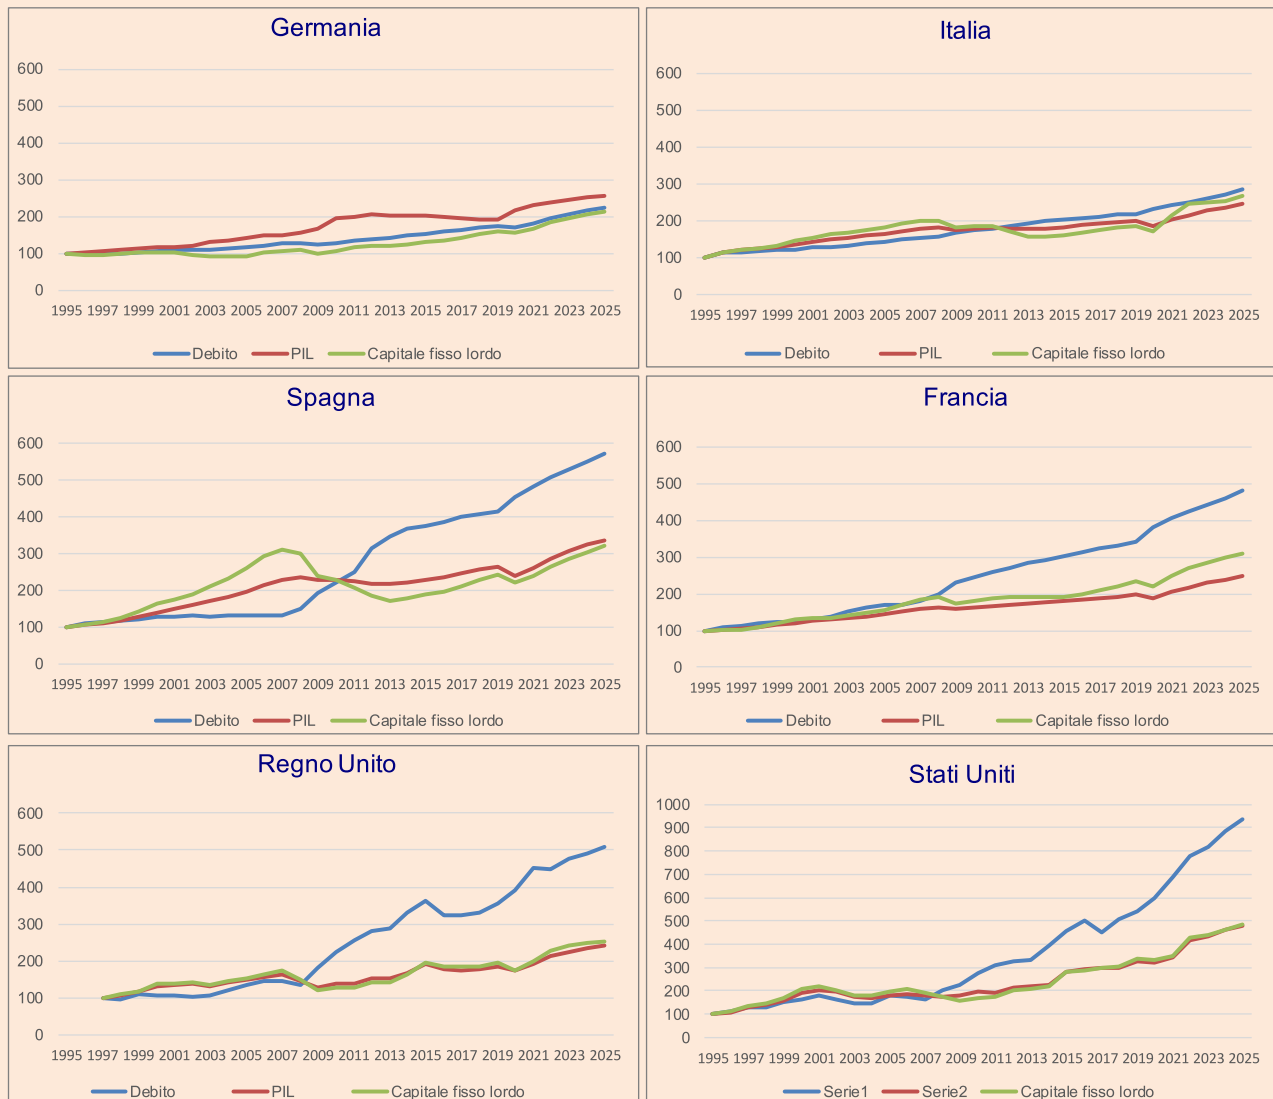 Germania
600
500
400
300
200
100
0
1995 1997 1999 2001 2003 2005 2007 2009 2011 2013 2015 2017 2019 2021 2023 2025
Debito PIL Capitale fisso lordo
Italia
600
500
400
300
200
100
0
1995 1997 1999 2001 2003 2005 2007 2009 2011 2013 2015 2017 2019 2021 2023 2025
Debito PIL Capitale fisso lordo
Spagna
600
500
400
300
200
100
0
1995 1997 1999 2001 2003 2005 2007 2009 2011 2013 2015 2017 2019 2021 2023 2025
Debito PIL Capitale fisso lordo
Francia
600
500
400
300
200
100
0
1995 1997 1999 2001 2003 2005 2007 2009 2011 2013 2015 2017 2019 2021 2023 2025
Debito PIL Capitale fisso lordo
Regno Unito
600
500
400
300
200
100
0
1995 1997 1999 2001 2003 2005 2007 2009 2011 2013 2015 2017 2019 2021 2023 2025
Debito PIL Capitale fisso lordo
Stati Uniti
1000
900
800
700
600
500
400
300
200
100
0
1995 1997 1999 2001 2003 2005 2007 2009 2011 2013 2015 2017 2019 2021 2023 2025
Serie1 Serie2 Capitale fisso lordo